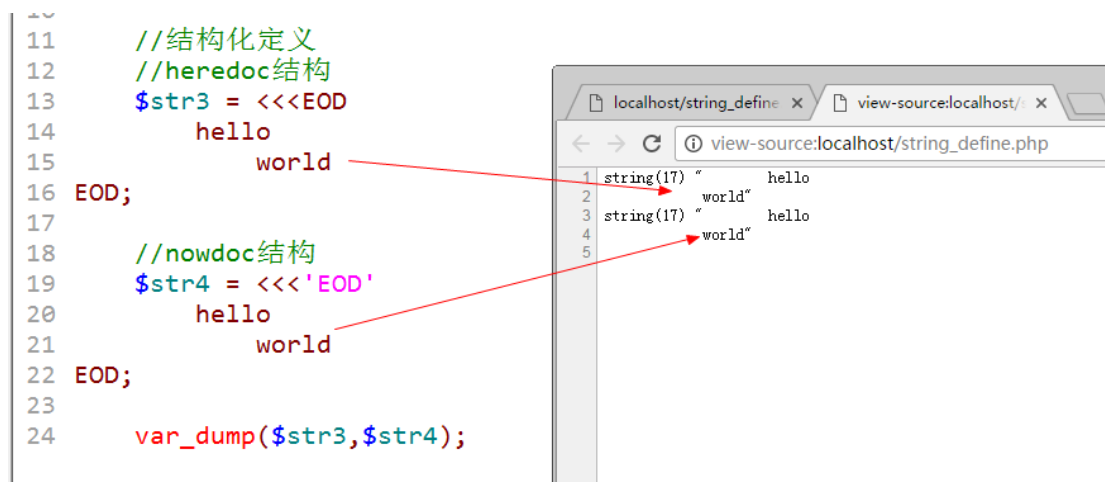 11 //结构化定义
12 //heredoc结构
13 $str3 = <<<EOD
14 hello
15 world
16 EOD;
17
18 //nowdoc结构
19 $str4 = <<<'EOD'
20 hello
21 world
22 EOD;
23
24 var_dump($str3,$str4);
localhost/string_define
view-source:localhost/
view-source:localhost/string_define.php
1 string(17) " hello
2 world"
3 string(17) " hello
4 world"
5